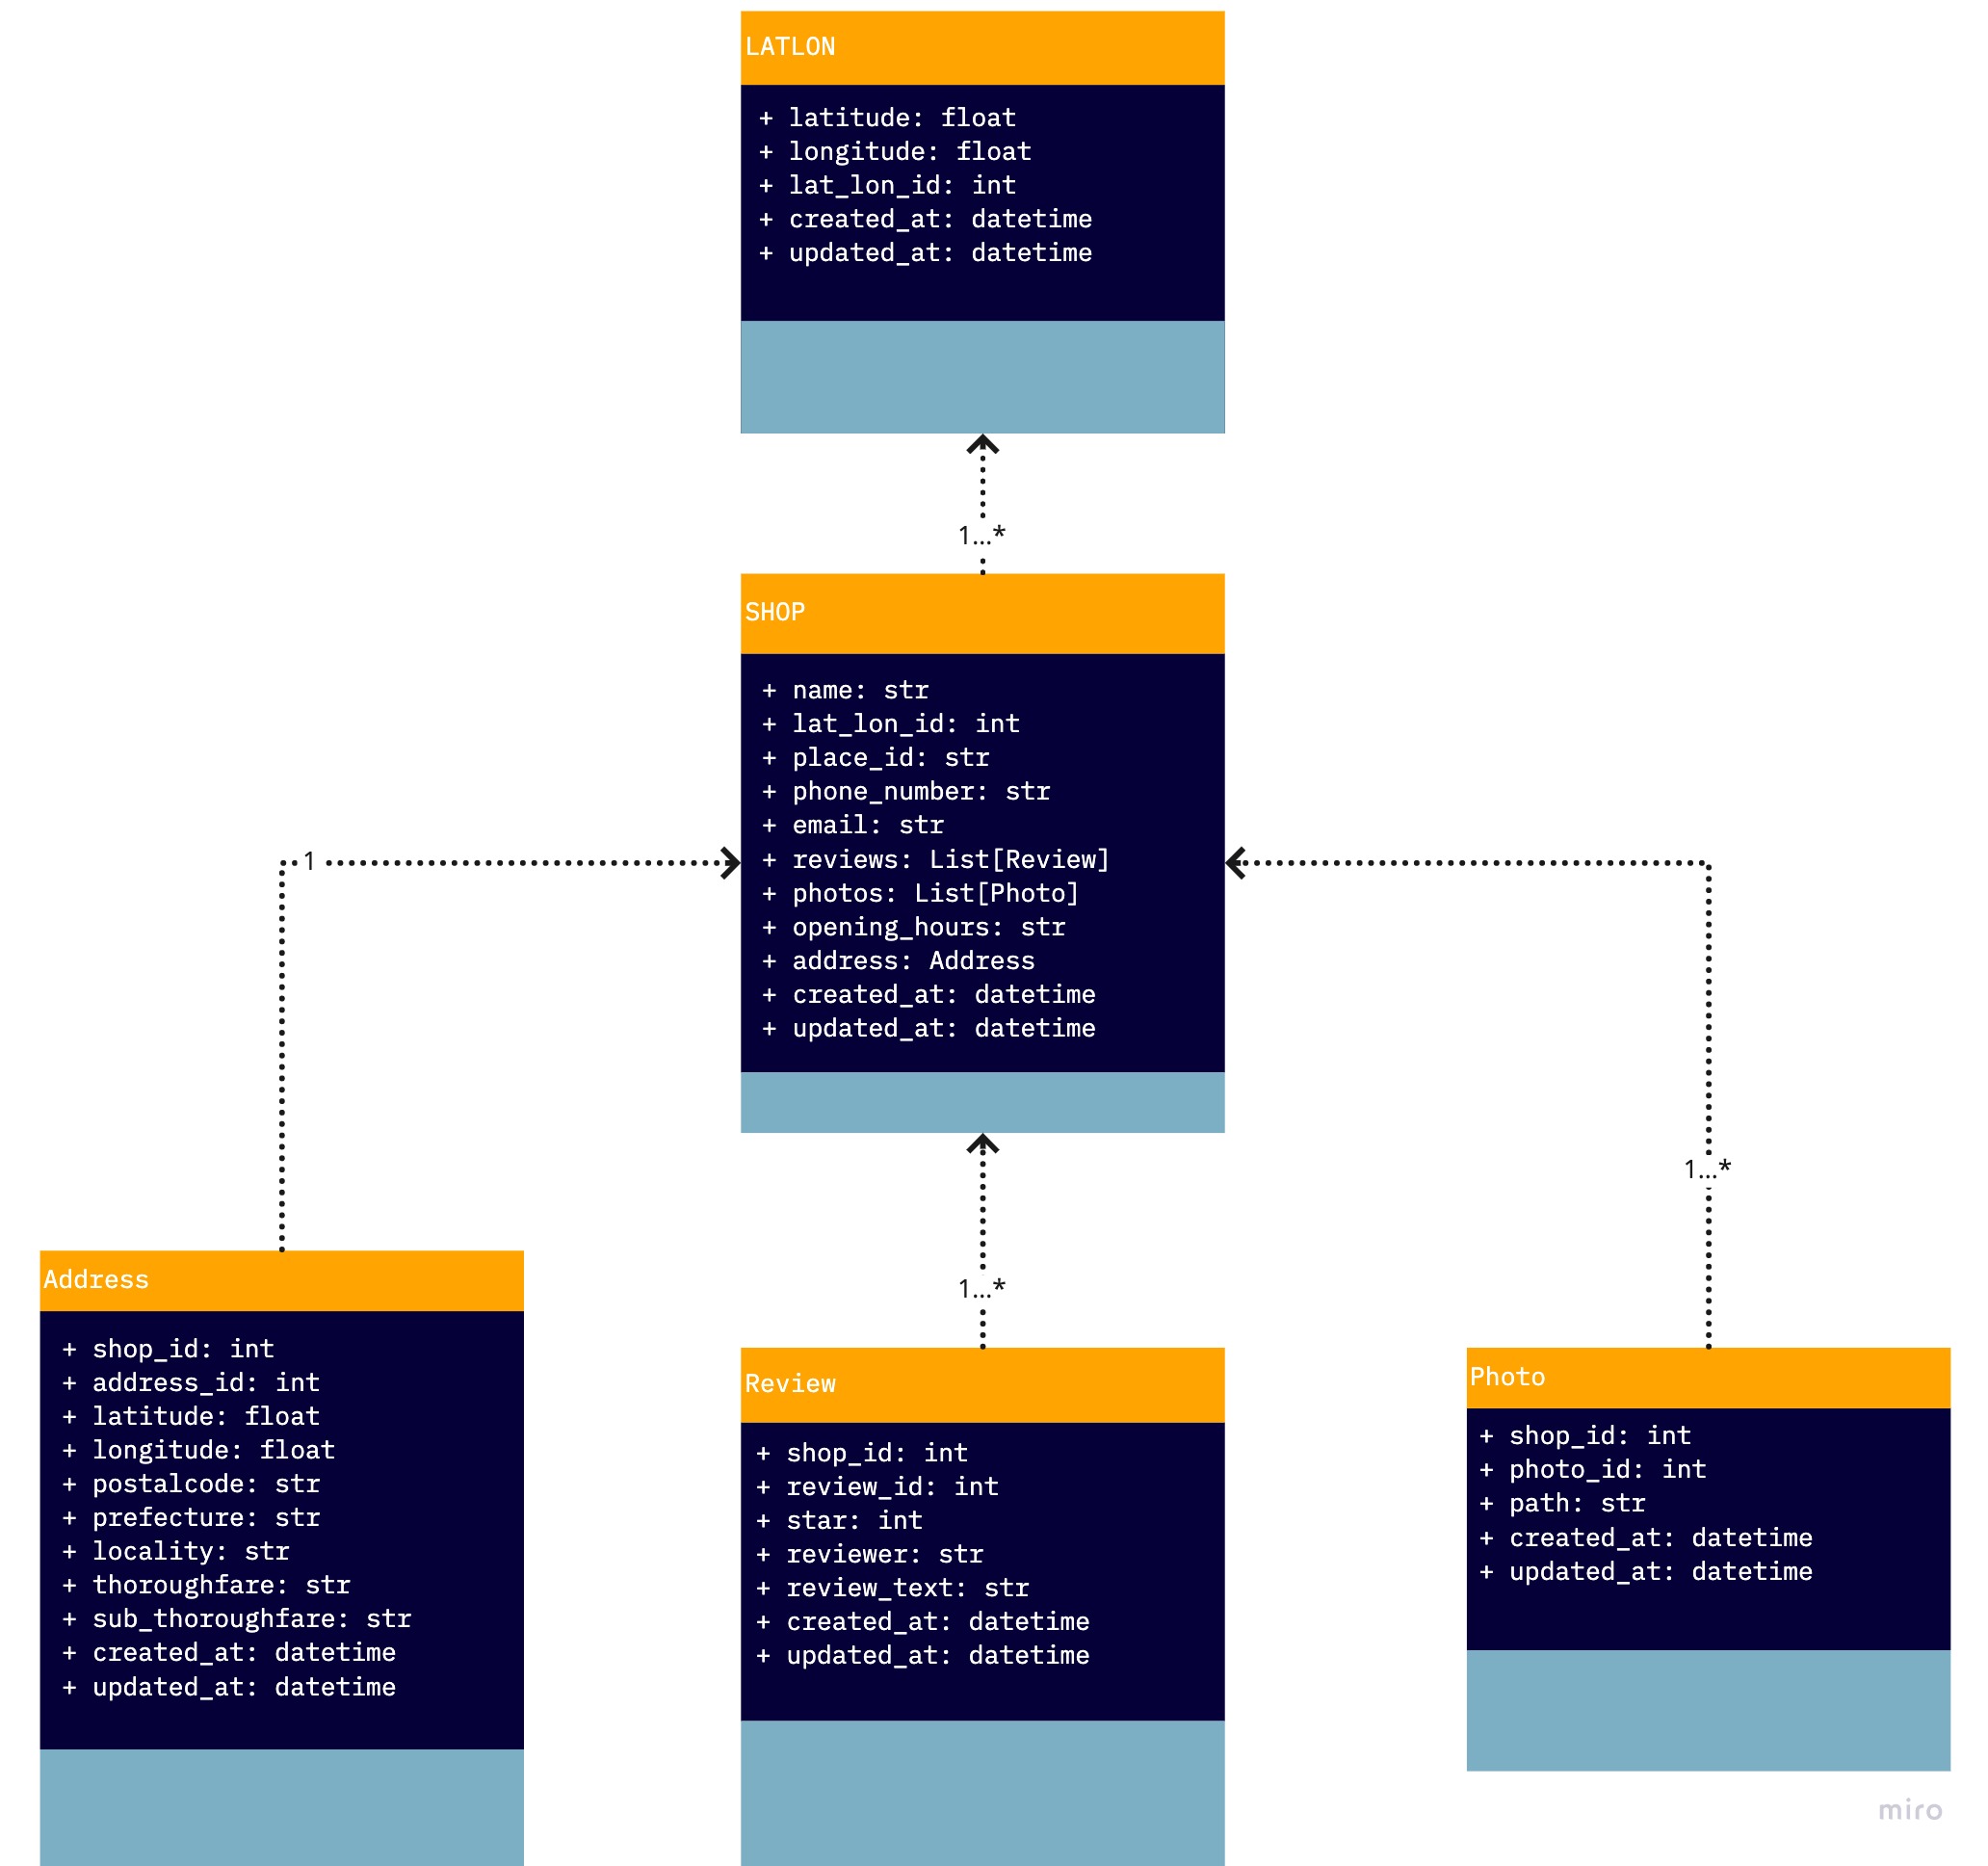 LATLON
+ latitude: float
+ longitude: float
+ lat_lon_id: int
+ created_at: datetime
+ updated_at: datetime
1...*
SHOP
+ name: str
+ lat_lon_id: int
+ place_id: str
+ phone_number: str
+ email: str
+ reviews: List[Review]
+ photos: List[Photo]
+ opening_hours: str
+ address: Address
+ created_at: datetime
+ updated_at: datetime
1
1...*
1...*
Address
+ shop_id: int
+ address_id: int
+ latitude: float
+ longitude: float
+ postalcode: str
+ prefecture: str
+ locality: str
+ thoroughfare: str
+ sub_thoroughfare: str
+ created_at: datetime
+ updated_at: datetime
Review
+ shop_id: int
+ review_id: int
+ star: int
+ reviewer: str
+ review_text: str
+ created_at: datetime
+ updated_at: datetime
Photo
+ shop_id: int
+ photo_id: int
+ path: str
+ created_at: datetime
+ updated_at: datetime
miro